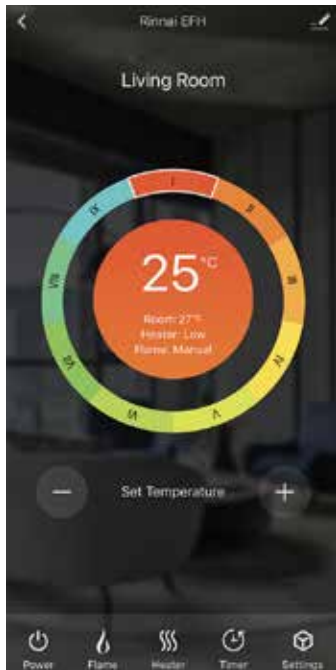 Rinnai EFH
Living Room
I
II
III
IV
V
VI
VII
VIII
IX
25°C
Room: 27°F
Heater: Low
Flame: Manual
Set Temperature
Power
Flame
Heater
Timer
Settings